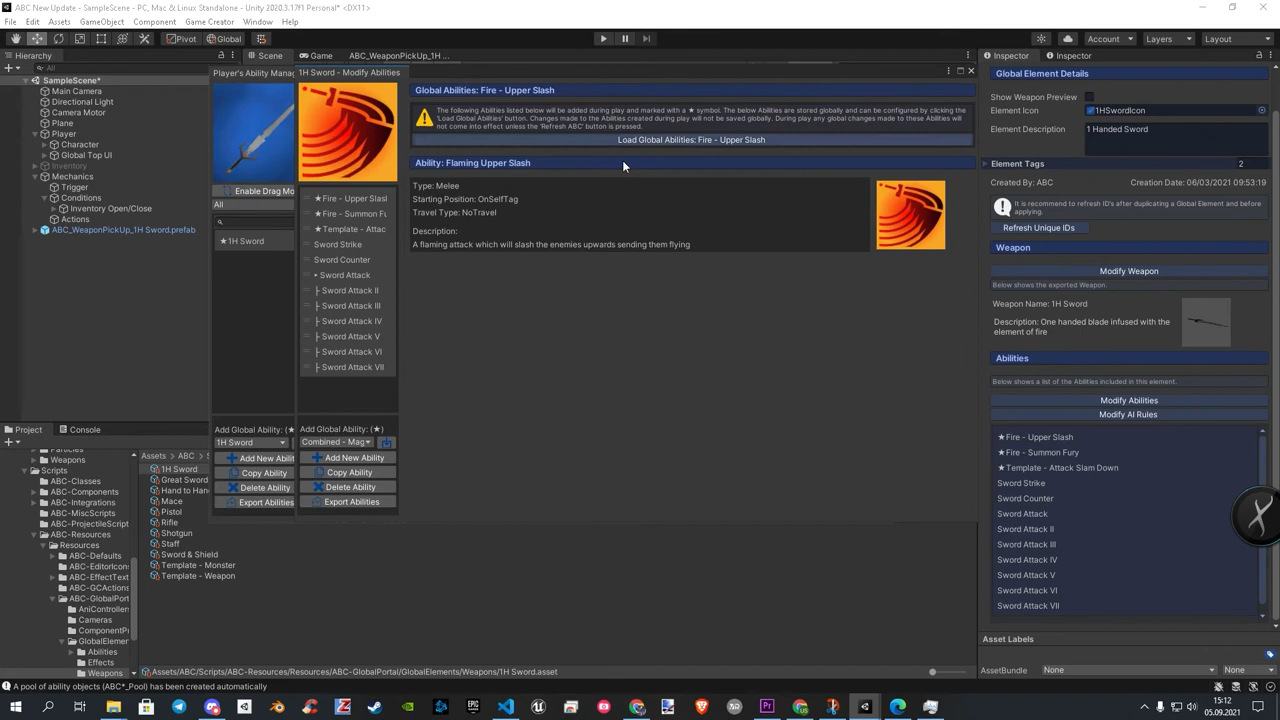 ABC New Update - SampleScene - PC, Mac & Linux Standalone - Unity 2020.3.17f1 Personal* <DX11>
File Edit Assets GameObject Component Game Creator Window Help
Pivot Global
Account Layers Layout
Hierarchy
All
SampleScene*
Main Camera
Directional Light
Camera Motor
Plane
Player
Character
Global Top UI
Inventory
Mechanics
Trigger
Conditions
Inventory Open/Close
Actions
ABC_WeaponPickUp_1H Sword.prefab
Scene Game ABC_WeaponPickUp_1H ...
Player's Ability Manag
Enable Drag Mo
All
★1H Sword
Add Global Ability: (★
1H Sword
Add New Abilit
Copy Ability
Delete Ability
Export Abilities
1H Sword - Modify Abilities
★Fire - Upper Slasl
★Fire - Summon Fu
★Template - Attac
Sword Strike
Sword Counter
Sword Attack
├ Sword Attack II
├ Sword Attack III
├ Sword Attack IV
├ Sword Attack V
├ Sword Attack VI
├ Sword Attack VII
Add Global Ability: (★)
Combined - Mag
Add New Ability
Copy Ability
Delete Ability
Export Abilities
Global Abilities: Fire - Upper Slash
The following Abilities listed below will be added during play and marked with a ★ symbol. The below Abilities are stored globally and can be configured by clicking the
'Load Global Abilities' button. Changes made to the Abilities created during play will not be saved globally. During play any global changes made to these Abilities will
not come into effect unless the 'Refresh ABC' button is pressed.
Load Global Abilities: Fire - Upper Slash
Ability: Flaming Upper Slash
Type: Melee
Starting Position: OnSelfTag
Travel Type: NoTravel
Description:
A flaming attack which will slash the enemies upwards sending them flying
Inspector Inspector
Global Element Details
Show Weapon Preview
Element Icon 1HSwordIcon
Element Description 1 Handed Sword
Element Tags 2
Created By: ABC Creation Date: 06/03/2021 09:53:19
It is recommend to refresh IDs after duplicating a Global Element and before
applying.
Refresh Unique IDs
Weapon
Modify Weapon
Below shows the exported Weapon.
Weapon Name: 1H Sword
Description: One handed blade infused with the
element of fire
Abilities
Below shows a list of the Abilities included in this element.
Modify Abilities
Modify AI Rules
★Fire - Upper Slash
★Fire - Summon Fury
★Template - Attack Slam Down
Sword Strike
Sword Counter
Sword Attack
Sword Attack II
Sword Attack III
Sword Attack IV
Sword Attack V
Sword Attack VI
Sword Attack VII
Asset Labels
AssetBundle None None
Project Console
Particles
Weapons
Scripts
ABC-Classes
ABC-Components
ABC-Integrations
ABC-MiscScripts
ABC-ProjectileScript
ABC-Resources
Resources
ABC-Defaults
ABC-EditorIcons
ABC-EffectText
ABC-GCActions
ABC-GlobalPort
AniControllers
Cameras
ComponentPr
GlobalElemen
Abilities
Effects
Weapons
Assets > ABC > S
1H Sword
Great Sword
Hand to Han
Mace
Pistol
Rifle
Shotgun
Staff
Sword & Shield
Template - Monster
Template - Weapon
Assets/ABC/Scripts/ABC-Resources/Resources/ABC-GlobalPortal/GlobalElements/Weapons/1H Sword.asset
A pool of ability objects (ABC*_Pool) has been created automatically
15:12
05.09.2021